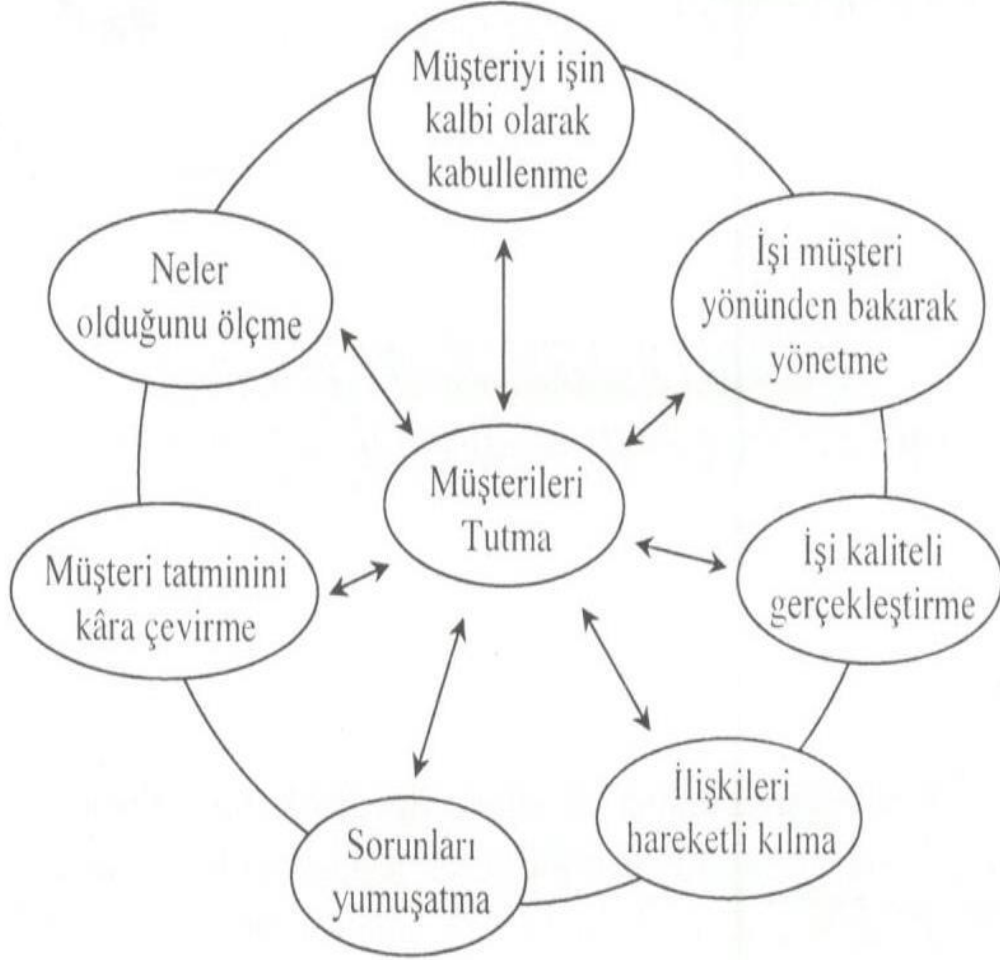 Müşteriyi işin
kalbi olarak
kabullenme
İşi müşteri
yönünden bakarak
yönetme
İşi kaliteli
gerçekleştirme
İlişkileri
hareketli kılma
Sorunları
yumuşatma
Müşteri tatminini
kâra çevirme
Neler
olduğunu ölçme
Müşterileri
Tutma